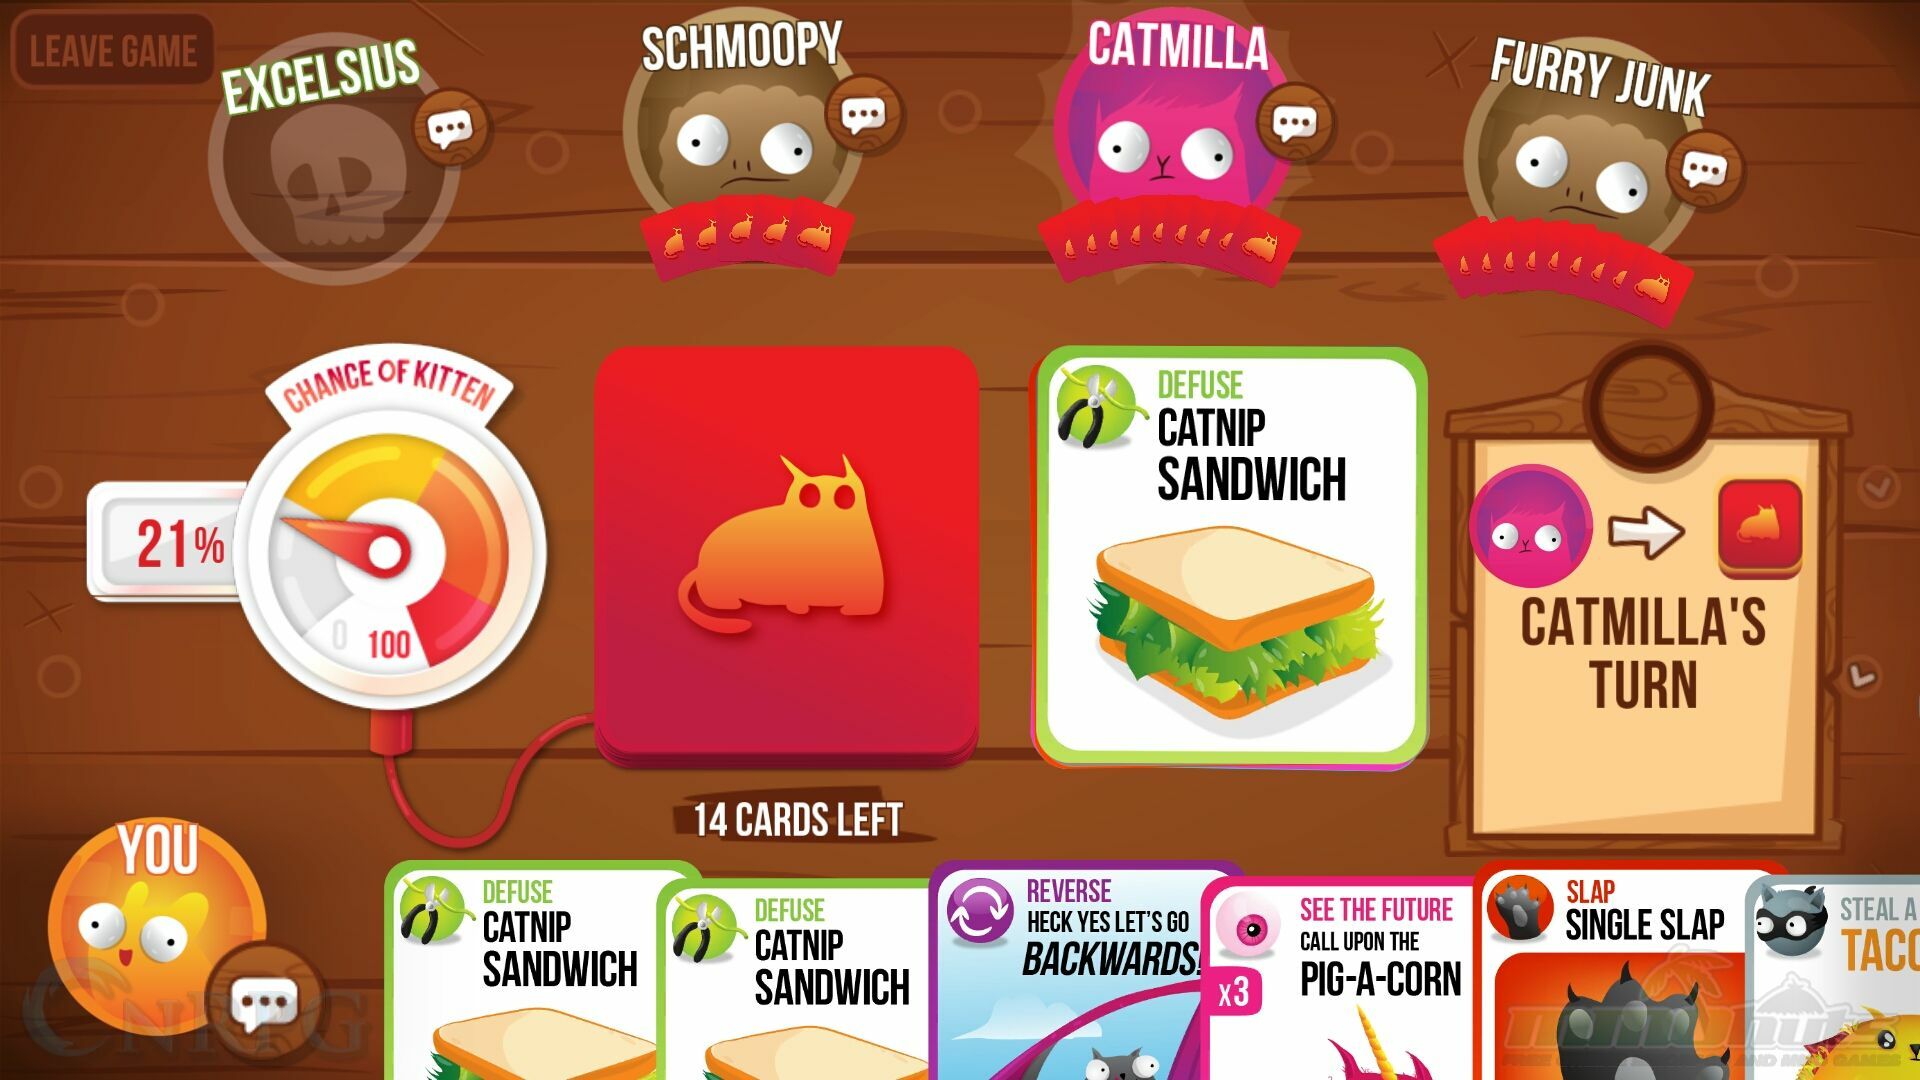 LEAVE GAME
EXCELSIUS
SCHMOOPY
CATMILLA
FURRY JUNK
CHANCE OF KITTEN
21%
0
100
DEFUSE
CATNIP
SANDWICH
CATMILLA'S
TURN
14 CARDS LEFT
YOU
DEFUSE
CATNIP
SANDWICH
DEFUSE
CATNIP
SANDWICH
REVERSE
HECK YES LET'S GO
BACKWARDS!
SEE THE FUTURE
CALL UPON THE
PIG-A-CORN
x3
SLAP
SINGLE SLAP
STEAL A
TACO